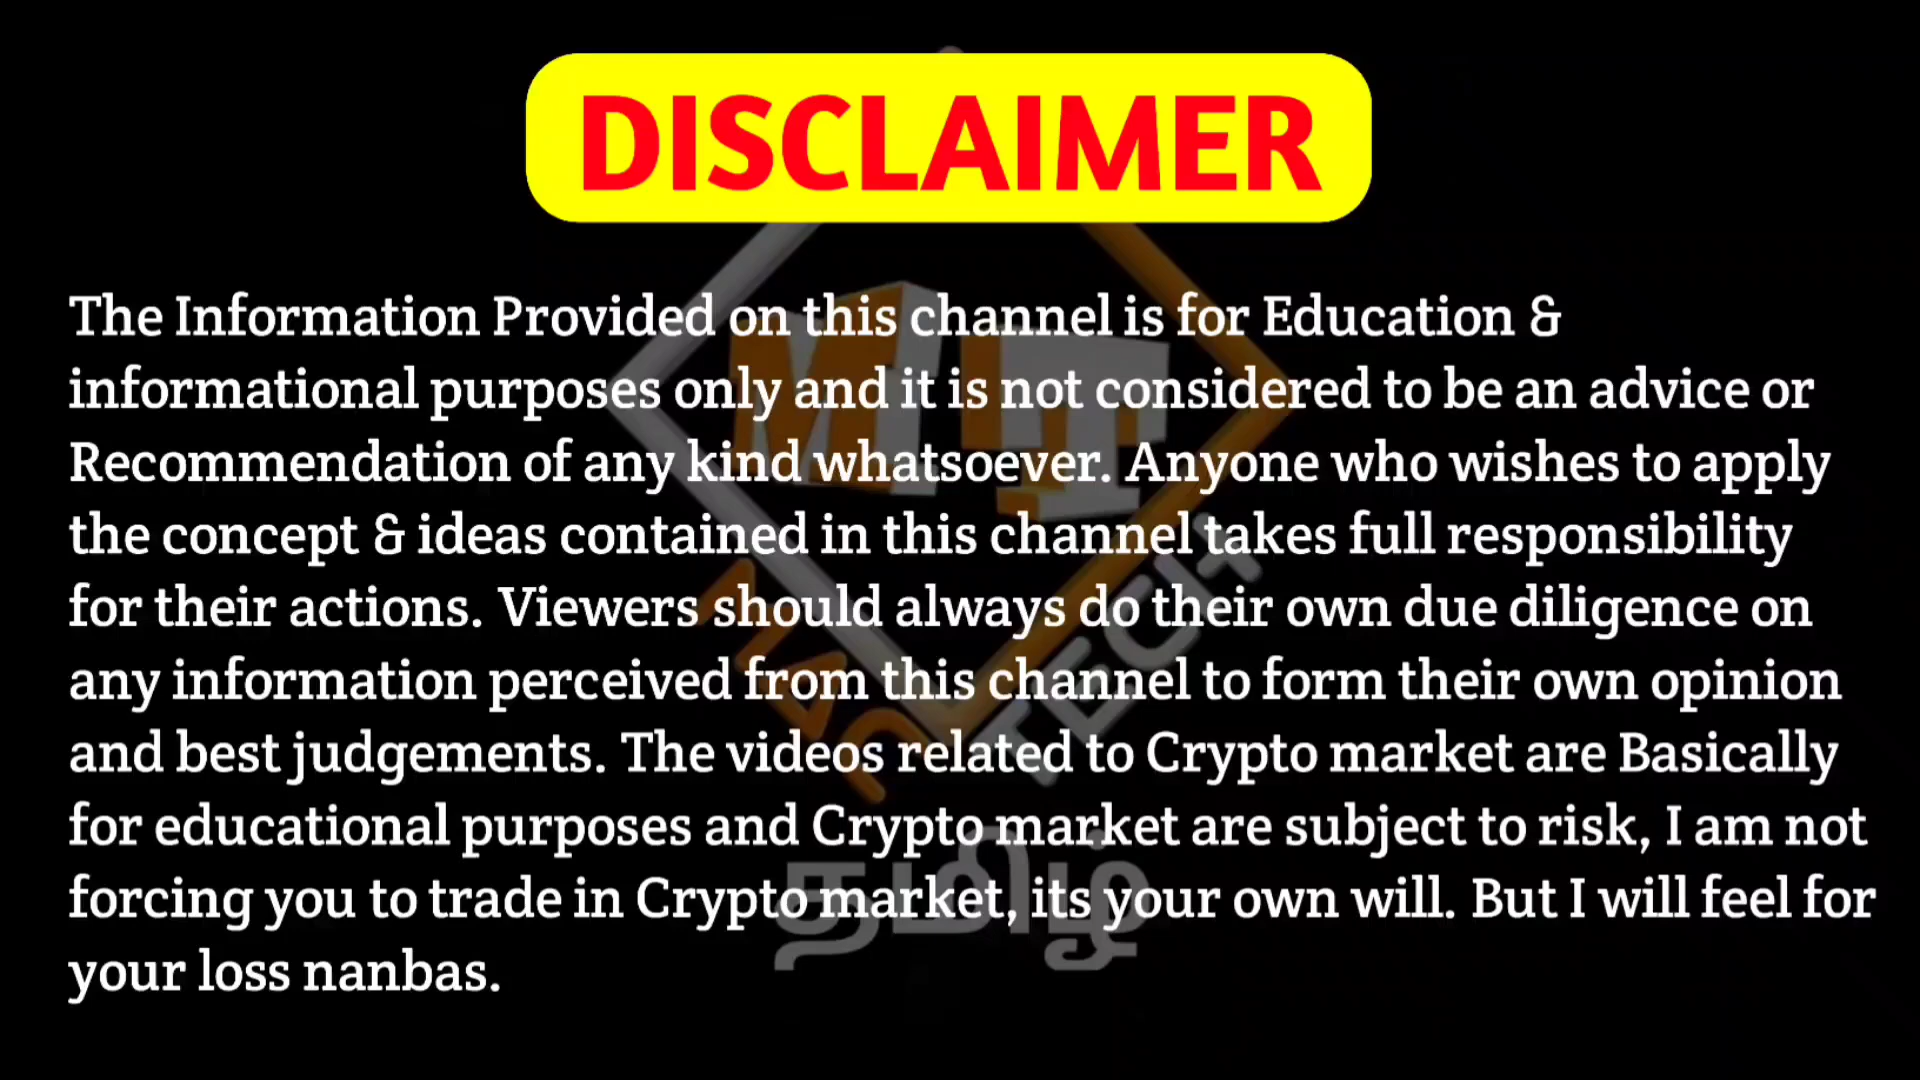 DISCLAIMER
The Information Provided on this channel is for Education &
informational purposes only and it is not considered to be an advice or
Recommendation of any kind whatsoever. Anyone who wishes to apply
the concept & ideas contained in this channel takes full responsibility
for their actions. Viewers should always do their own due diligence on
any information perceived from this channel to form their own opinion
and best judgements. The videos related to Crypto market are Basically
for educational purposes and Crypto market are subject to risk, I am not
forcing you to trade in Crypto market, its your own will. But I will feel for
your loss nanbas.
MT
TECH
தமிழ்